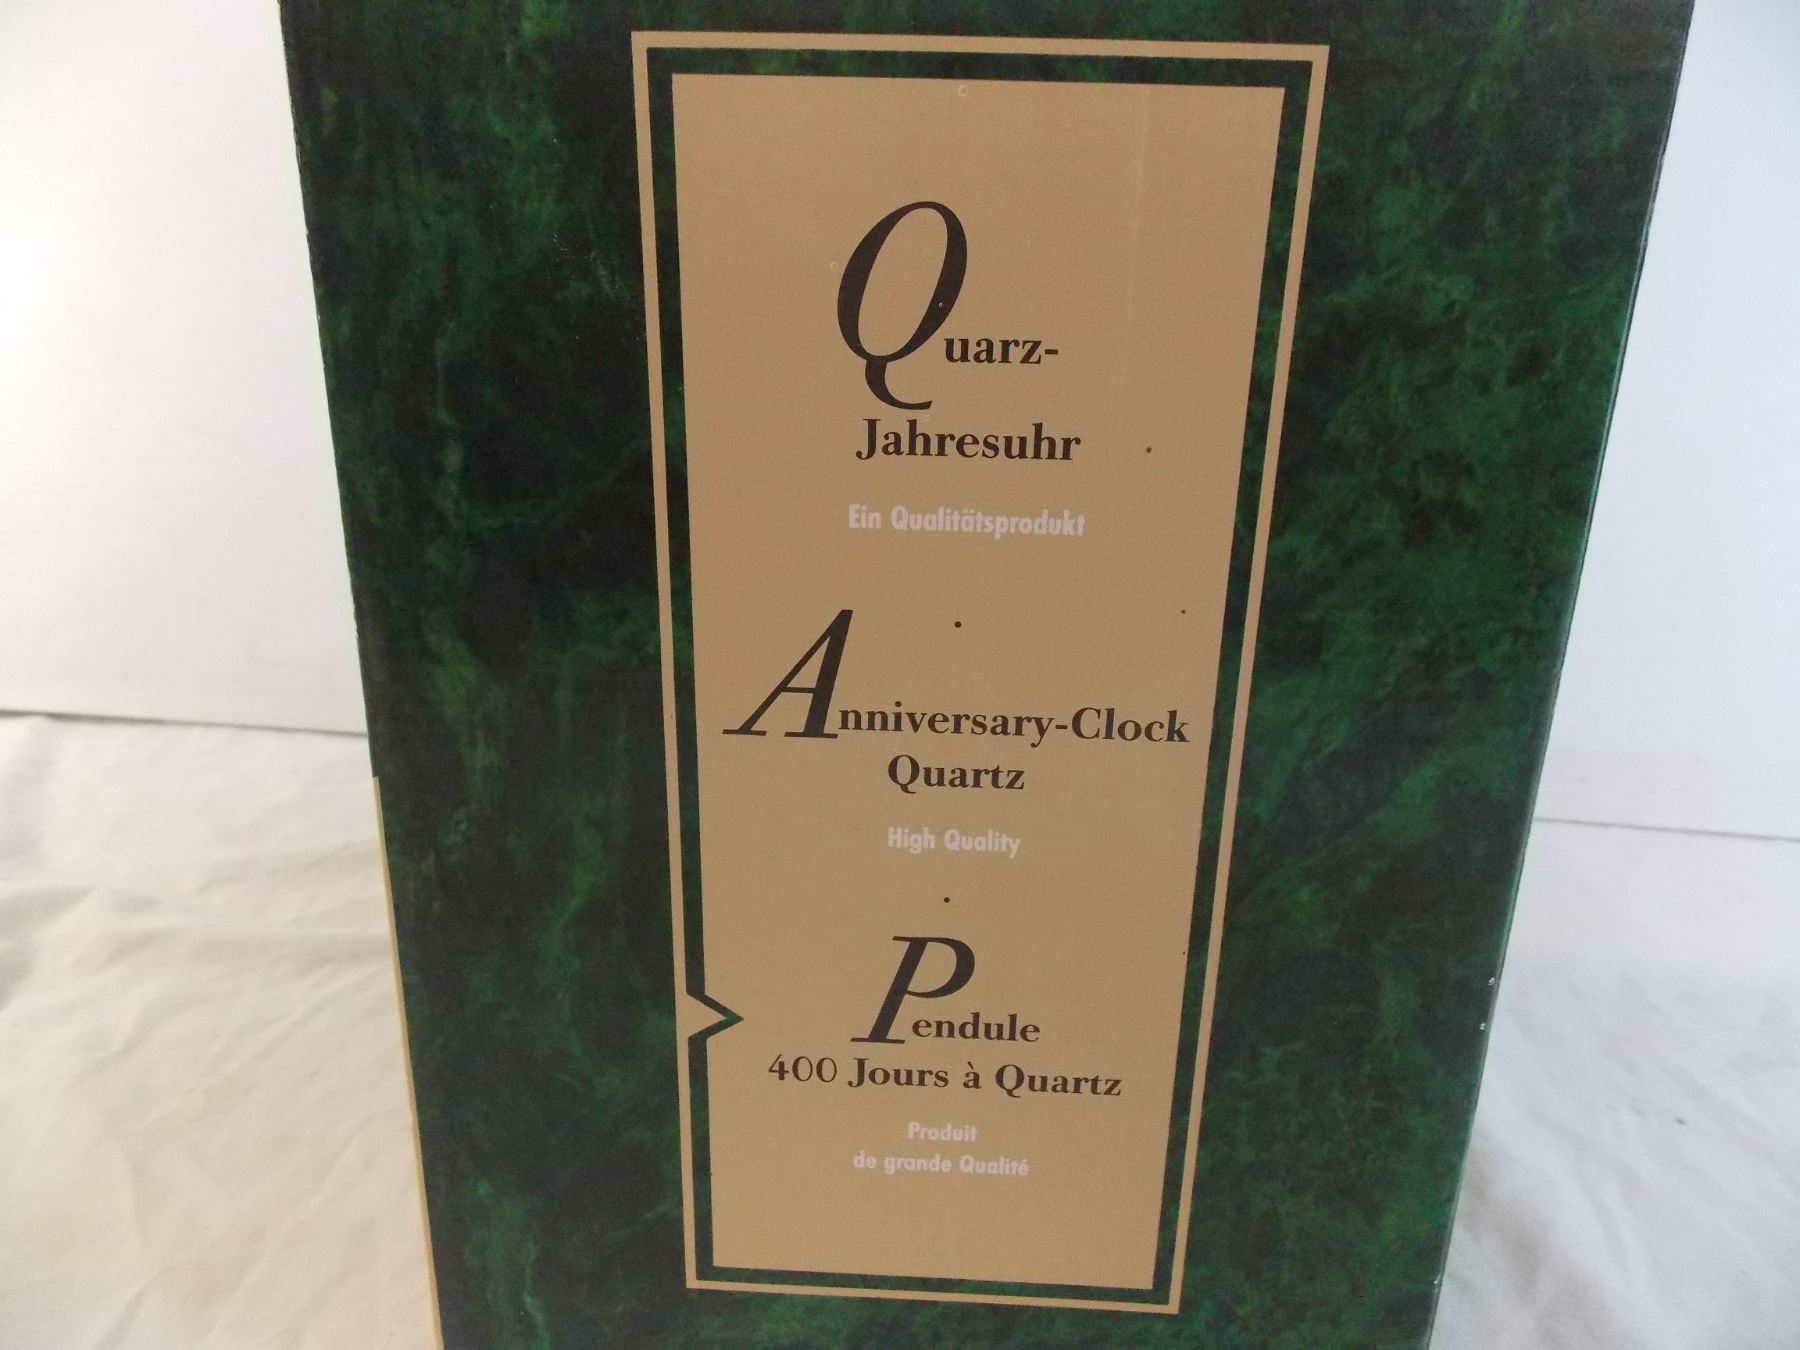 Quarz-
Jahresuhr
Ein Qualitätsprodukt
Anniversary-Clock
Quartz
High Quality
Pendule
400 Jours à Quartz
Produit
de grande Qualité